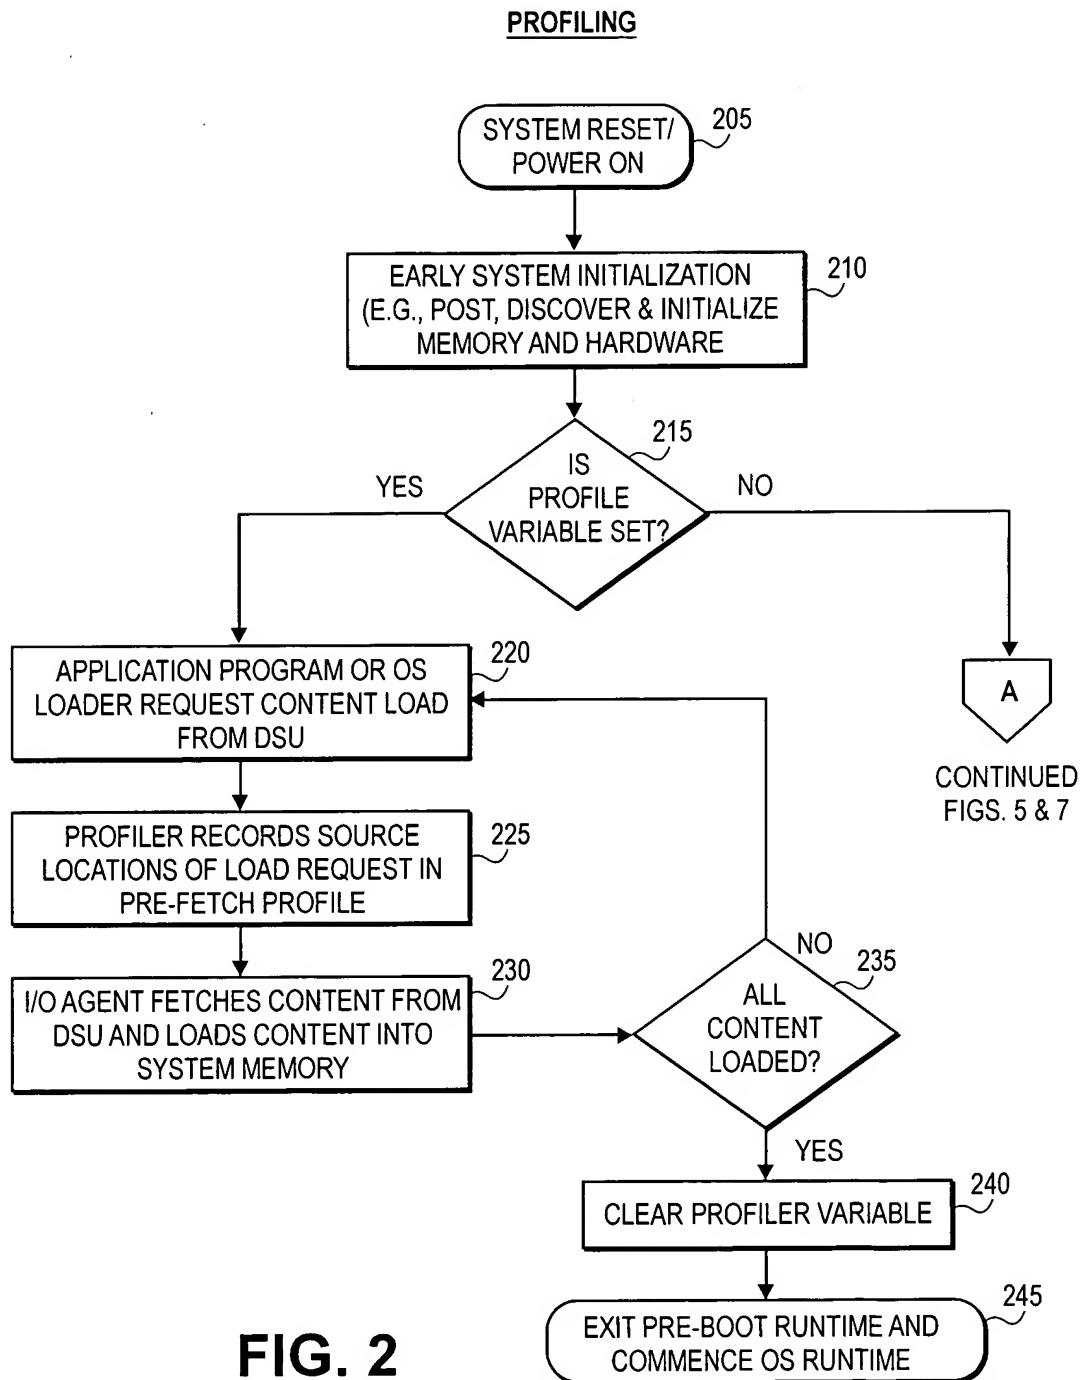 PROFILING
SYSTEM RESET/
POWER ON
205
EARLY SYSTEM INITIALIZATION
(E.G., POST, DISCOVER & INITIALIZE
MEMORY AND HARDWARE
210
IS
PROFILE
VARIABLE SET?
215
YES
NO
APPLICATION PROGRAM OR OS
LOADER REQUEST CONTENT LOAD
FROM DSU
220
A
CONTINUED
FIGS. 5 & 7
PROFILER RECORDS SOURCE
LOCATIONS OF LOAD REQUEST IN
PRE-FETCH PROFILE
225
I/O AGENT FETCHES CONTENT FROM
DSU AND LOADS CONTENT INTO
SYSTEM MEMORY
230
NO
ALL
CONTENT
LOADED?
235
YES
CLEAR PROFILER VARIABLE
240
EXIT PRE-BOOT RUNTIME AND
COMMENCE OS RUNTIME
245
FIG. 2